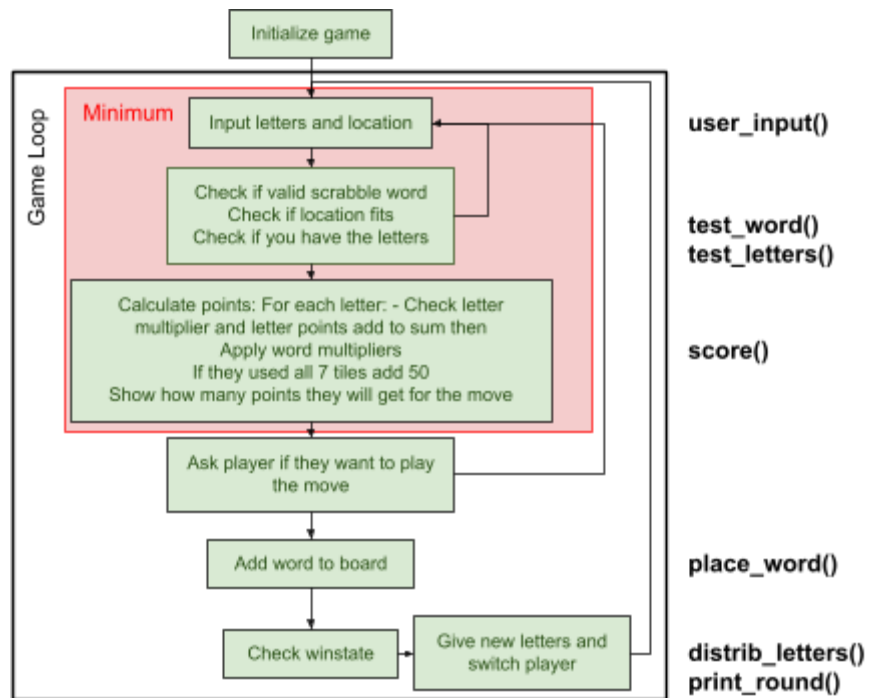 Initialize game
Game Loop
Minimum
Input letters and location
user_input()
Check if valid scrabble word
Check if location fits
Check if you have the letters
test_word()
test_letters()
Calculate points: For each letter: - Check letter
multiplier and letter points add to sum then
Apply word multipliers
If they used all 7 tiles add 50
Show how many points they will get for the move
score()
Ask player if they want to play
the move
Add word to board
place_word()
Check winstate
Give new letters and
switch player
distrib_letters()
print_round()